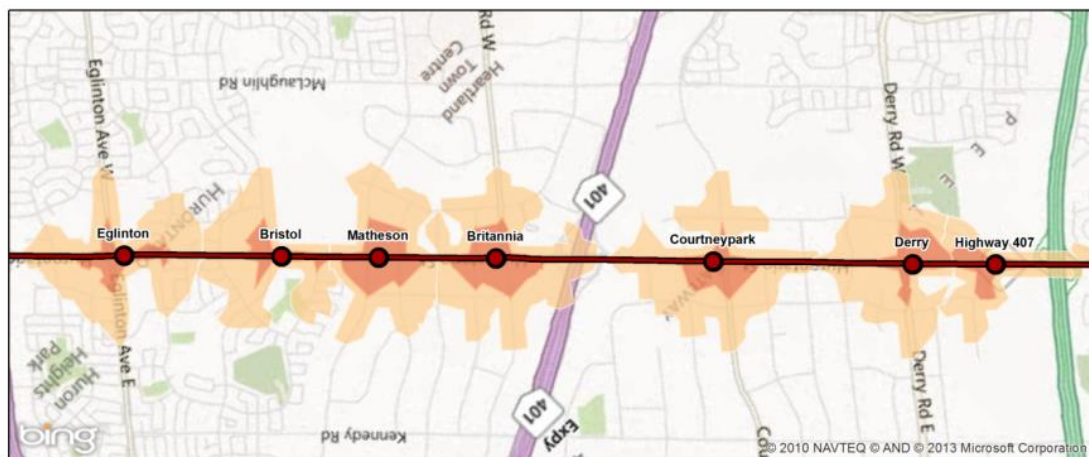 Eglinton Ave W
McLaughlin Rd
Rd W
Heartland
Town
Centre
401
Derry Rd W
Eglinton
Bristol
Matheson
Britannia
Courtneypark
Derry
Highway 407
Eglinton
Ave E
Huron
Heights
Park
Kennedy Rd
401
Expy
Cou
Derry Rd E
bing
© 2010 NAVTEQ © AND © 2013 Microsoft Corporation